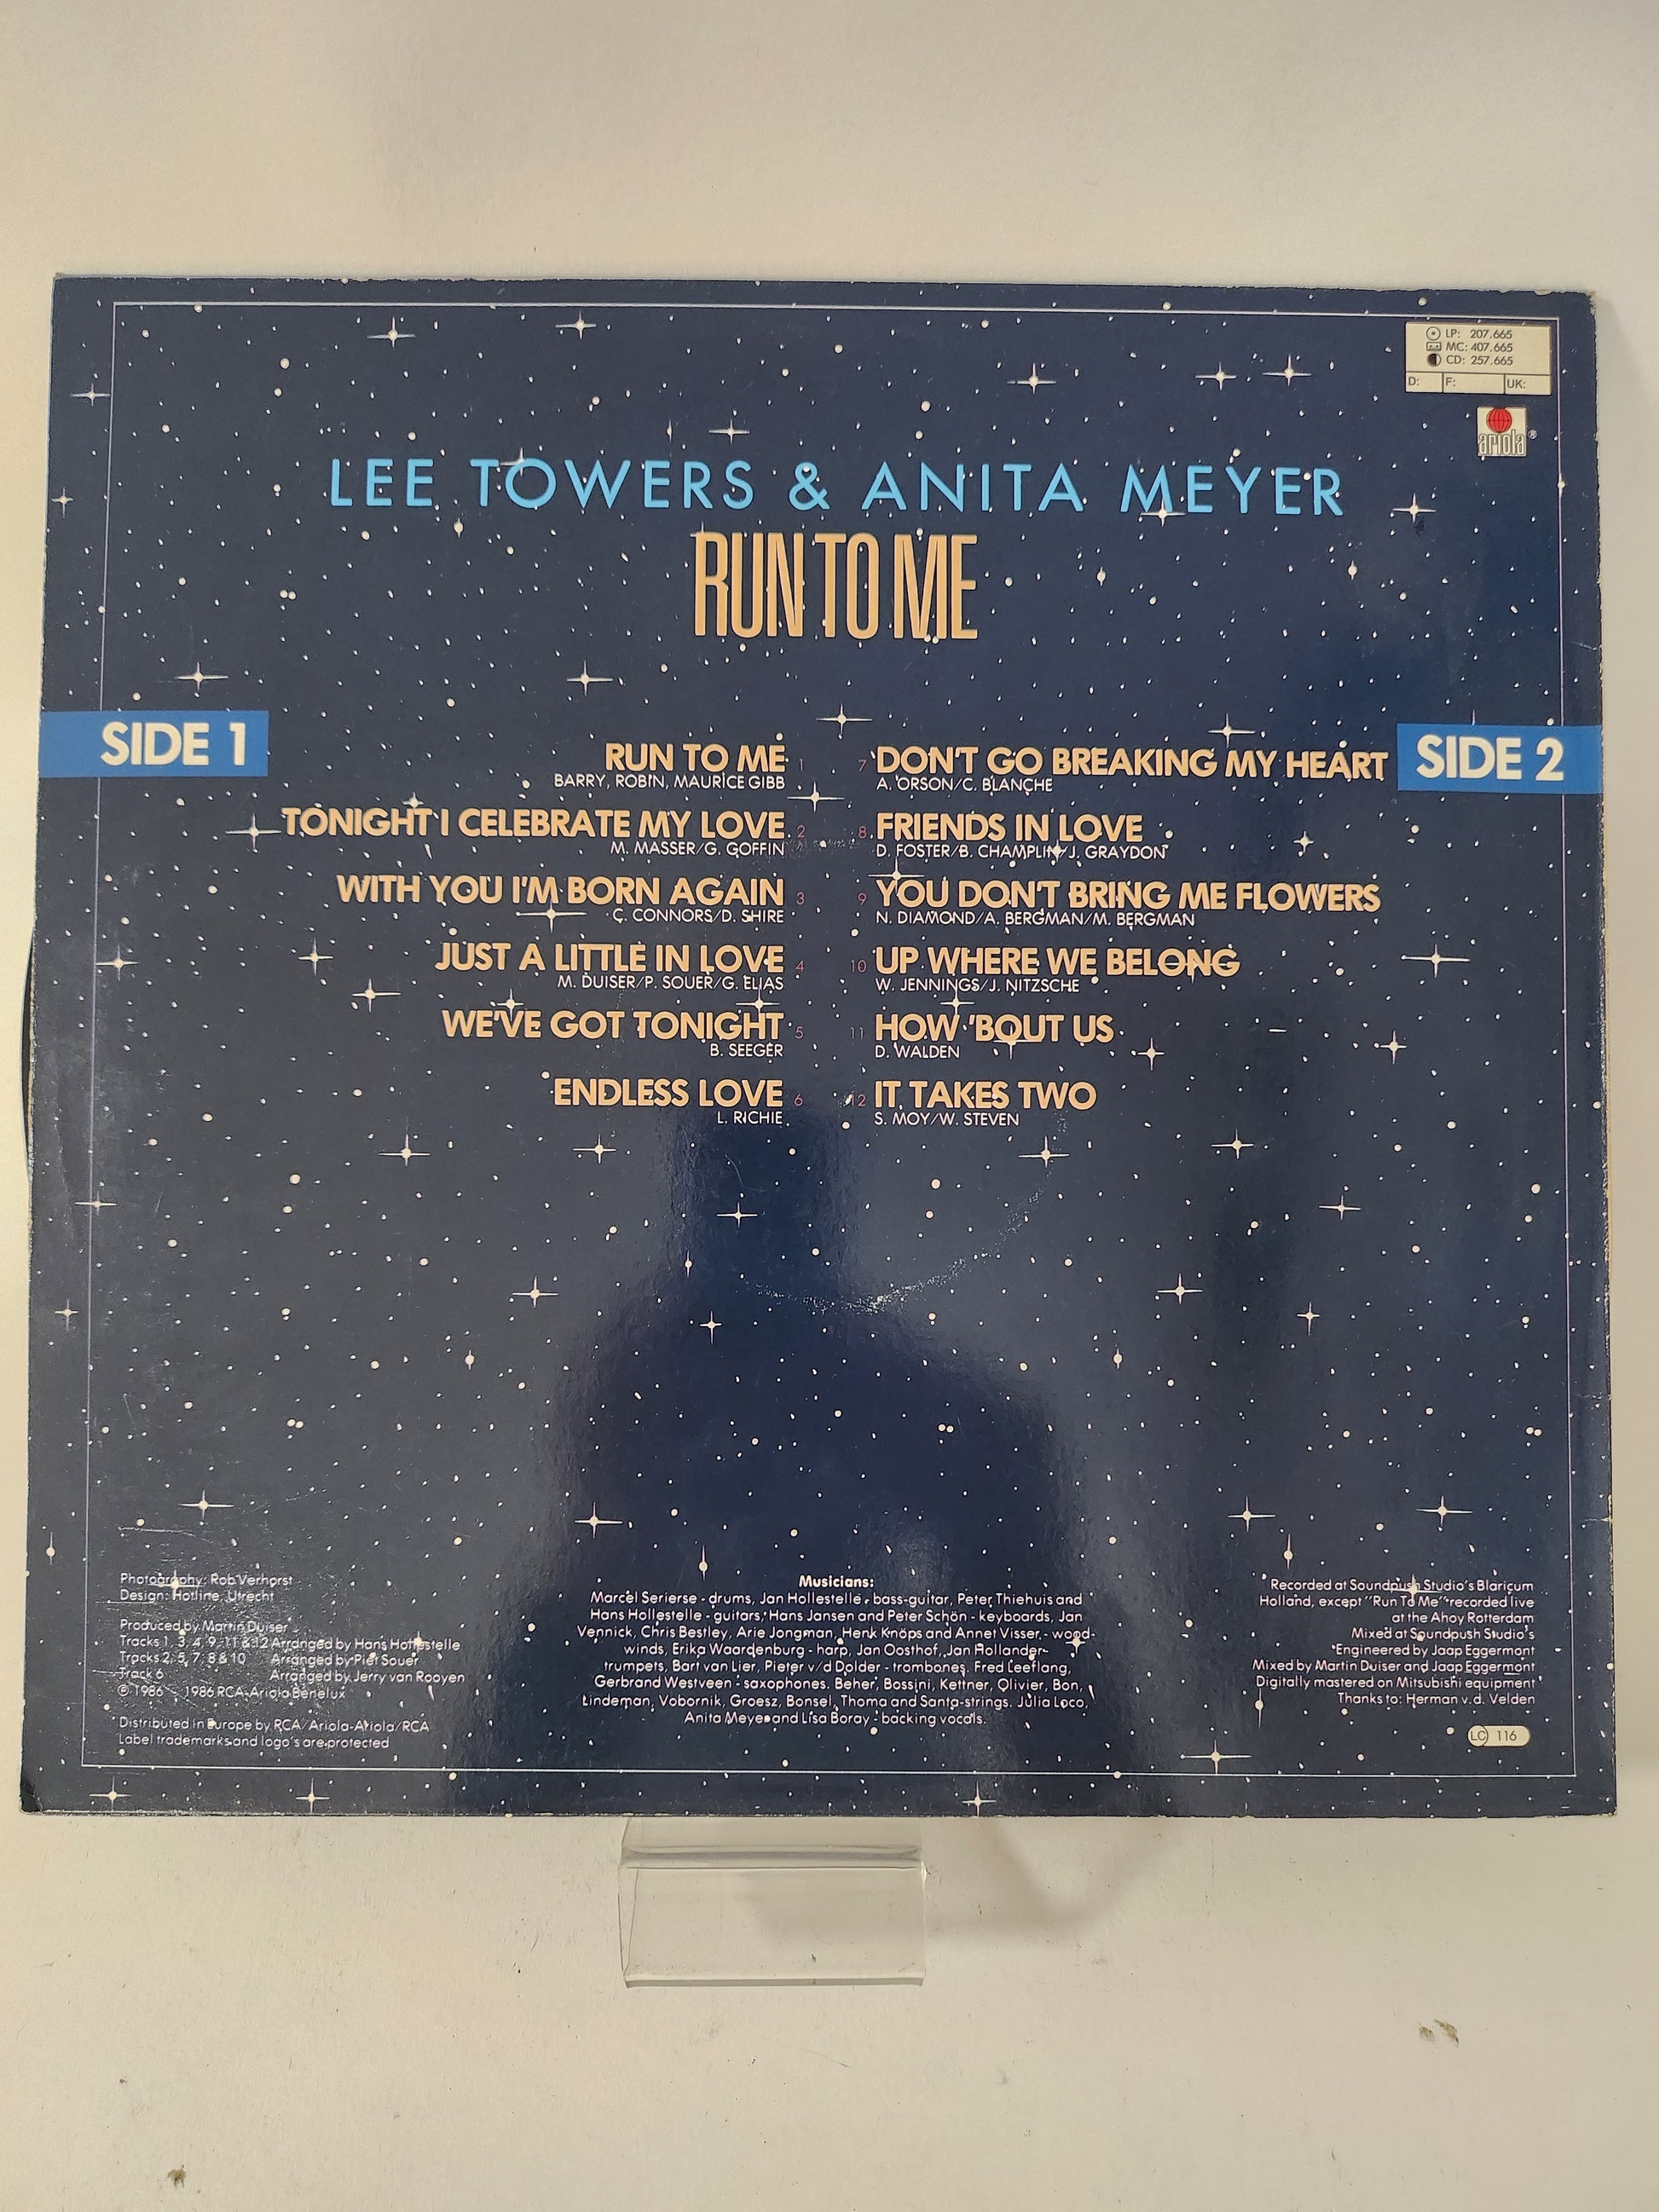 LP: 207.665
MC: 407.665
CD: 257.665
D: F: UK:
ariola ®
LEE TOWERS & ANITA MEYER
RUN TO ME
SIDE 1
RUN TO ME 1
BARRY, ROBIN, MAURICE GIBB
TONIGHT I CELEBRATE MY LOVE 2
M. MASSER/G. GOFFIN
WITH YOU I'M BORN AGAIN 3
C. CONNORS/D. SHIRE
JUST A LITTLE IN LOVE 4
M. DUISER/P. SOUER/G. ELIAS
WE'VE GOT TONIGHT 5
B. SEEGER
ENDLESS LOVE 6
L. RICHIE
SIDE 2
7 DON'T GO BREAKING MY HEART
A. ORSON/C. BLANCHE
8 FRIENDS IN LOVE
D. FOSTER/B. CHAMPLIN/J. GRAYDON
9 YOU DON'T BRING ME FLOWERS
N. DIAMOND/A. BERGMAN/M. BERGMAN
10 UP WHERE WE BELONG
W. JENNINGS/J. NITZSCHE
11 HOW 'BOUT US
D. WALDEN
12 IT TAKES TWO
S. MOY/W. STEVEN
Photography: Rob Verhorst
Design: Hotline, Utrecht
Produced by Martin Duiser
Tracks 1, 3, 4, 9, 11 & 12 Arranged by Hans Hollestelle
Tracks 2, 5, 7, 8 & 10 Arranged by Pier Souer
Track 6 Arranged by Jerry van Rooyen
℗ 1986 1986 RCA-Ariola Benelux
Distributed in Europe by RCA/Ariola-Ariola/RCA
Label trademarks and logo's are protected
Musicians:
Marcel Serierse - drums, Jan Hollestelle - bass-guitar, Peter Thiehuis and
Hans Hollestelle - guitars, Hans Jansen and Peter Schön - keyboards, Jan
Vennick, Chris Bestley, Arie Jongman, Henk Knöps and Annet Visser - wood-
winds, Erika Waardenburg - harp, Jan Oosthof, Jan Hollander-
trumpets, Bart van Lier, Pieter v/d Dolder - trombones. Fred Leeflang,
Gerbrand Westveen - saxophones. Beher, Bossini, Kettner, Olivier, Bon,
Lindeman, Vobornik, Groesz, Bonsel, Thoma and Santa-strings. Julia Loco,
Anita Meyer and Lisa Boray - backing vocals.
Recorded at Soundpush Studio's Blaricum
Holland, except "Run To Me" recorded live
at the Ahoy Rotterdam
Mixed at Soundpush Studio's
Engineered by Jaap Eggermont
Mixed by Martin Duiser and Jaap Eggermont
Digitally mastered on Mitsubishi equipment
Thanks to: Herman v.d. Velden
LC 116